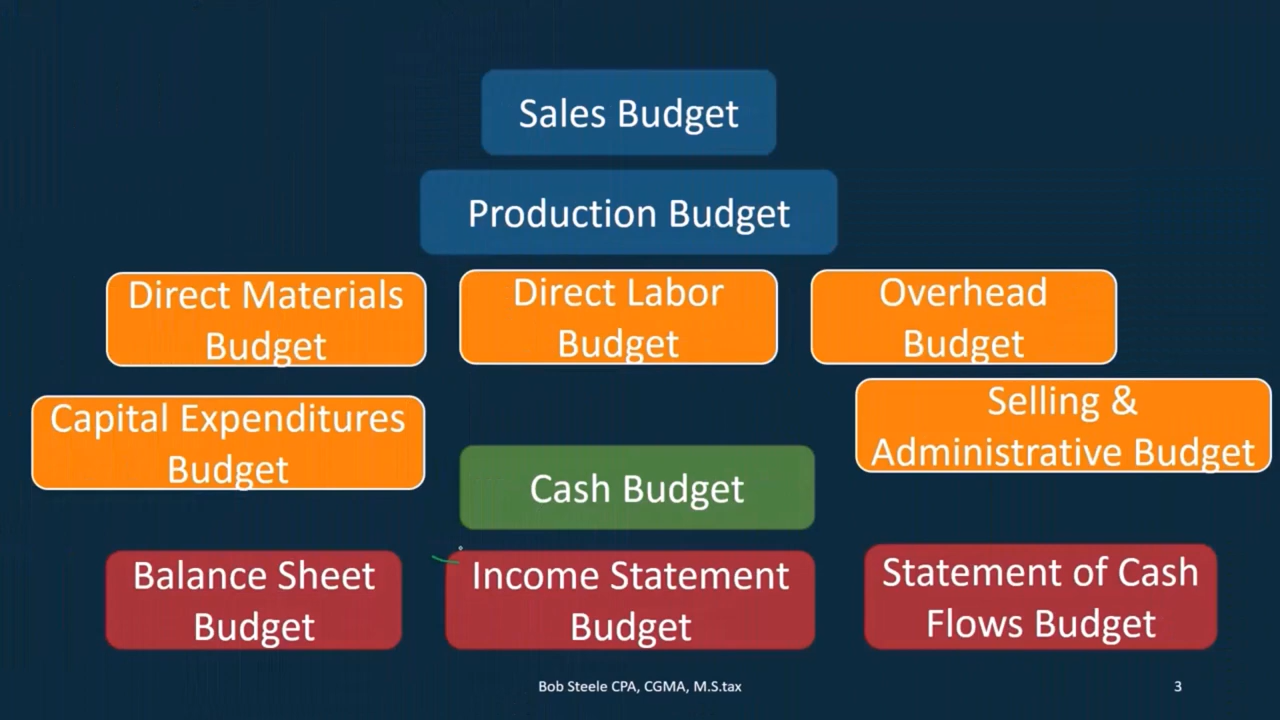 Sales Budget
Production Budget
Direct Materials
Budget
Direct Labor
Budget
Overhead
Budget
Capital Expenditures
Budget
Selling &
Administrative Budget
Cash Budget
Balance Sheet
Budget
Income Statement
Budget
Statement of Cash
Flows Budget
Bob Steele CPA, CGMA, M.S.tax
3